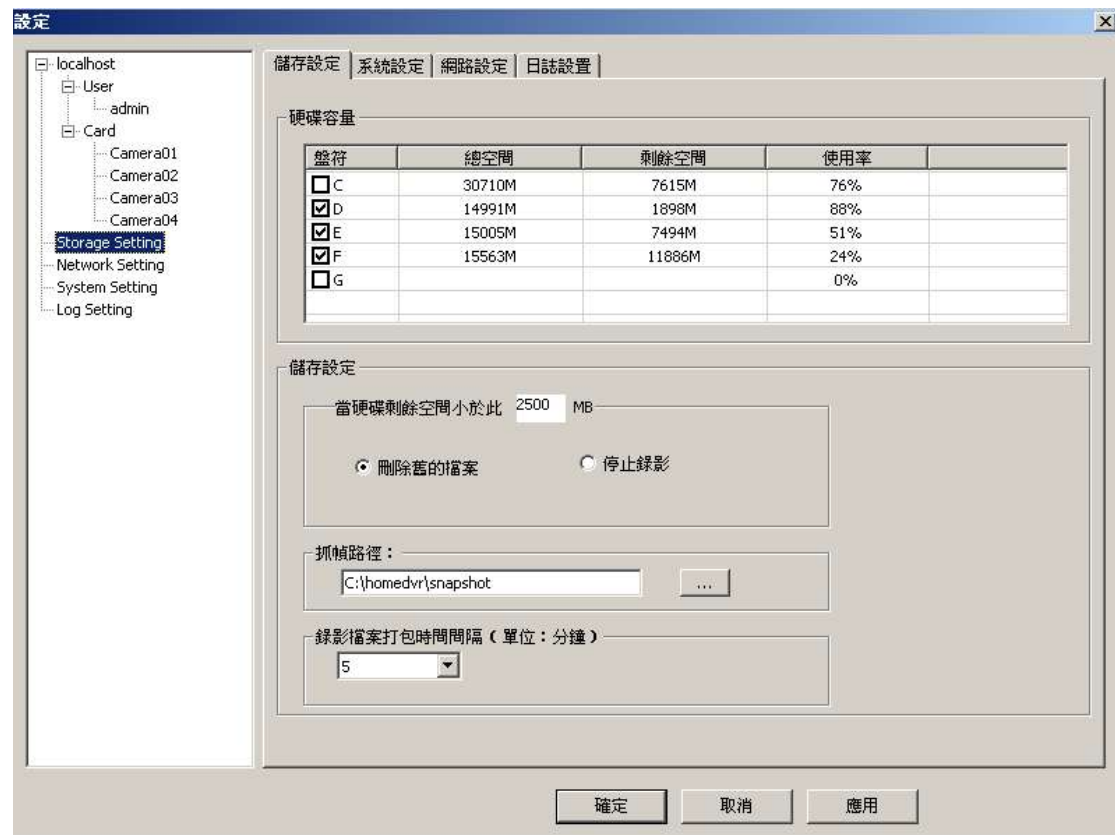 設定
localhost
User
admin
Card
Camera01
Camera02
Camera03
Camera04
Storage Setting
Network Setting
System Setting
Log Setting
儲存設定 系統設定 網路設定 日誌設置
硬碟容量
盤符 總空間 剩餘空間 使用率
C 30710M 7615M 76%
D 14991M 1898M 88%
E 15005M 7494M 51%
F 15563M 11886M 24%
G 0%
儲存設定
當硬碟剩餘空間小於此 2500 MB
刪除舊的檔案 停止錄影
抓幀路徑：
C:\homedvr\snapshot ...
錄影檔案打包時間間隔（單位：分鐘）
5
確定 取消 應用